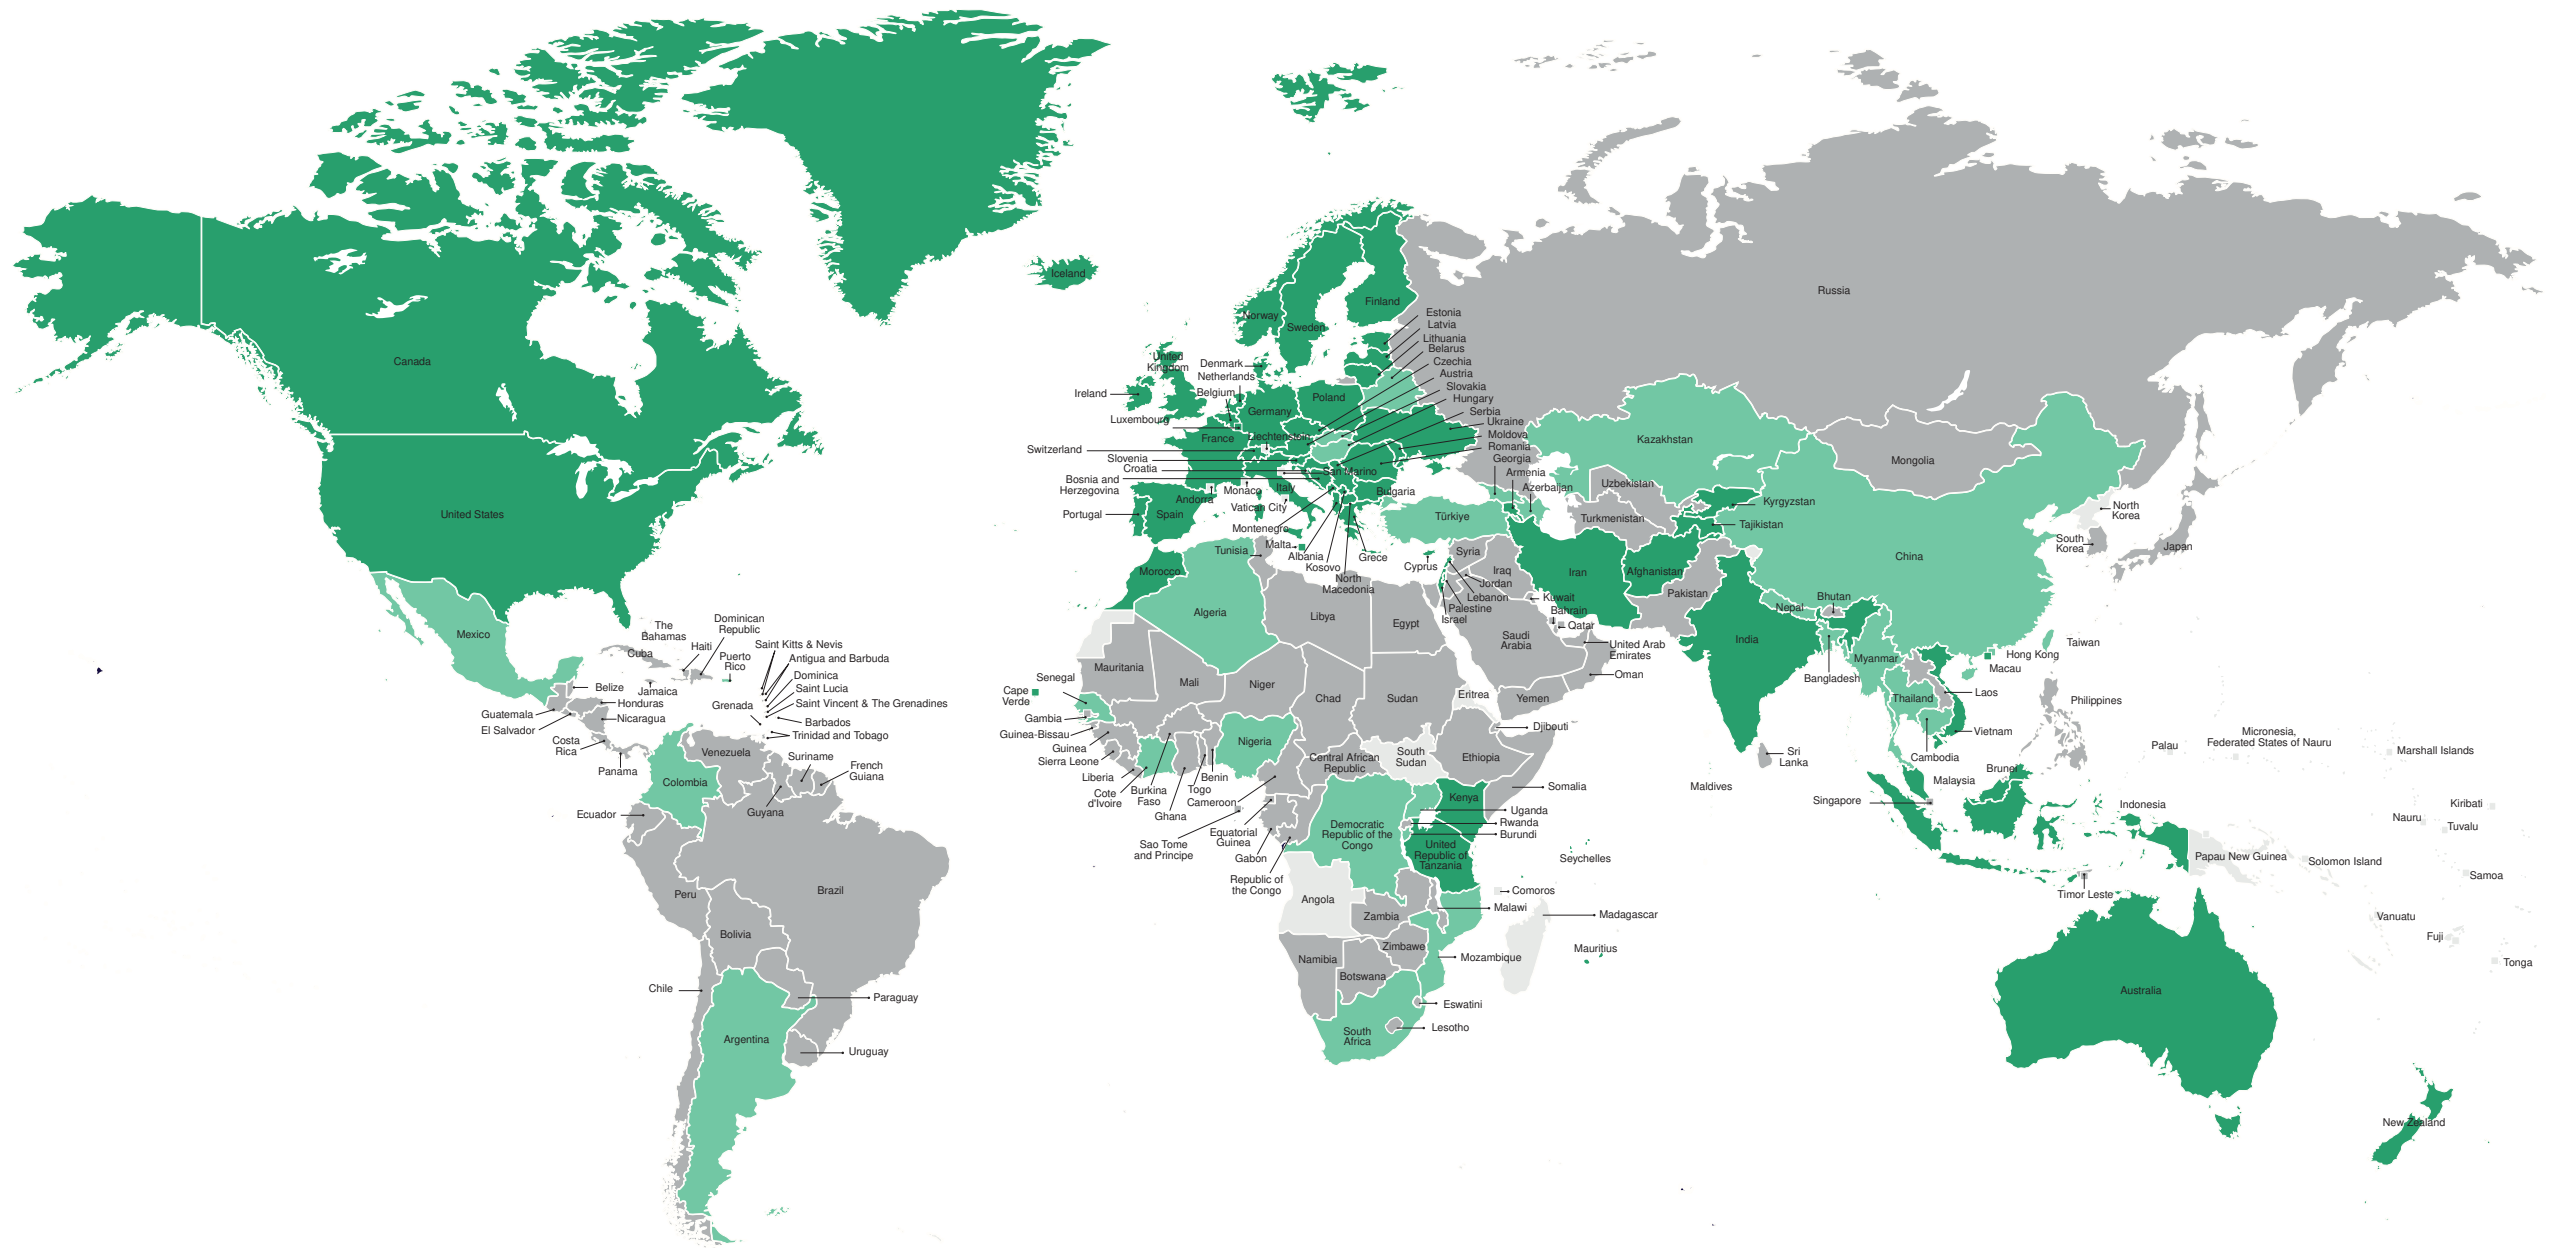 Iceland
Canada
United States
Mexico
The
Bahamas
Cuba
Haiti
Dominican
Republic
Puerto
Rico
Jamaica
Saint Kitts & Nevis
Antigua and Barbuda
Dominica
Saint Lucia
Saint Vincent & The Grenadines
Grenada
Barbados
Trinidad and Tobago
Belize
Honduras
Nicaragua
Guatemala
El Salvador
Costa
Rica
Panama
Venezuela
Suriname
French
Guiana
Guyana
Colombia
Ecuador
Peru
Brazil
Bolivia
Chile
Paraguay
Argentina
Uruguay
Norway
Sweden
Finland
Estonia
Latvia
Lithuania
Belarus
Czechia
Austria
Slovakia
Hungary
Serbia
Ukraine
Moldova
Romania
Georgia
Armenia
Azerbaijan
United
Kingdom
Ireland
Denmark
Netherlands
Belgium
Luxembourg
Germany
Poland
France
Liechtenstein
Switzerland
Slovenia
Croatia
Bosnia and
Herzegovina
San Marino
Andorra
Monaco
Italy
Vatican City
Bulgaria
Portugal
Spain
Montenegro
Malta
Albania
Kosovo
North
Macedonia
Grece
Cyprus
Türkiye
Russia
Kazakhstan
Uzbekistan
Turkmenistan
Kyrgyzstan
Tajikistan
Mongolia
China
North
Korea
South
Korea
Japan
Syria
Iraq
Jordan
Lebanon
Palestine
Israel
Kuwait
Bahrain
Qatar
Saudi
Arabia
United Arab
Emirates
Oman
Yemen
Iran
Afghanistan
Pakistan
India
Nepal
Bhutan
Bangladesh
Myanmar
Thailand
Laos
Vietnam
Cambodia
Taiwan
Hong Kong
Macau
Philippines
Sri
Lanka
Maldives
Malaysia
Brunei
Singapore
Indonesia
Timor Leste
Palau
Micronesia,
Federated States of Nauru
Marshall Islands
Kiribati
Nauru
Tuvalu
Papua New Guinea
Solomon Island
Samoa
Vanuatu
Fuji
Tonga
Australia
New Zealand
Morocco
Algeria
Tunisia
Libya
Egypt
Mauritania
Mali
Niger
Chad
Sudan
Eritrea
Djibouti
Senegal
Cape
Verde
Gambia
Guinea-Bissau
Guinea
Sierra Leone
Liberia
Cote
d'Ivoire
Burkina
Faso
Ghana
Togo
Benin
Nigeria
Cameroon
Central African
Republic
South
Sudan
Ethiopia
Somalia
Sao Tome
and Principe
Equatorial
Guinea
Gabon
Republic of
the Congo
Democratic
Republic of the
Congo
Kenya
Uganda
Rwanda
Burundi
United
Republic of
Tanzania
Seychelles
Comoros
Malawi
Madagascar
Mauritius
Angola
Zambia
Zimbawe
Mozambique
Namibia
Botswana
Eswatini
Lesotho
South
Africa